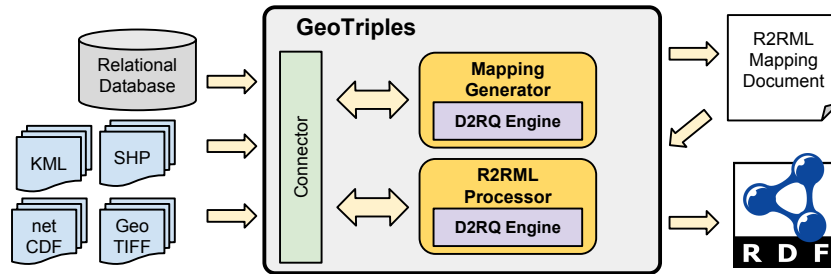 GeoTriples
Relational
Database
KML
SHP
net
CDF
Geo
TIFF
Connector
Mapping
Generator
D2RQ Engine
R2RML
Processor
D2RQ Engine
R2RML
Mapping
Document
RDF